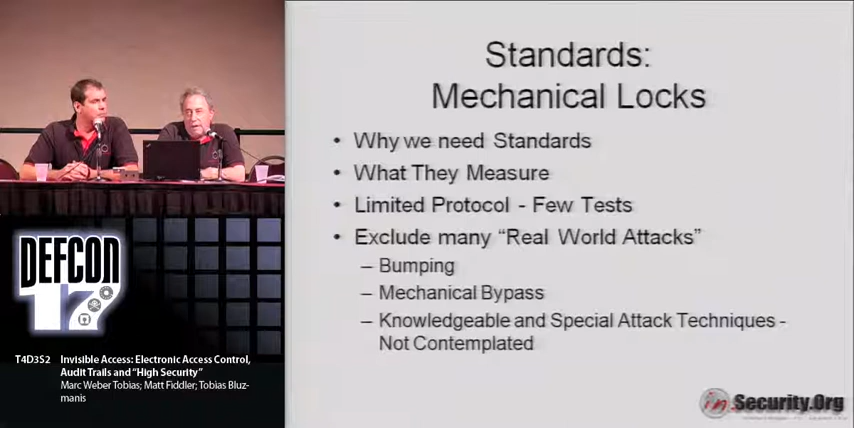 Standards:
Mechanical Locks
• Why we need Standards
• What They Measure
• Limited Protocol - Few Tests
• Exclude many “Real World Attacks”
– Bumping
– Mechanical Bypass
– Knowledgeable and Special Attack Techniques -
Not Contemplated
DEFCON
17
T4D3S2 Invisible Access: Electronic Access Control,
Audit Trails and “High Security”
Marc Weber Tobias; Matt Fiddler; Tobias Bluz-
manis
in.Security.Org